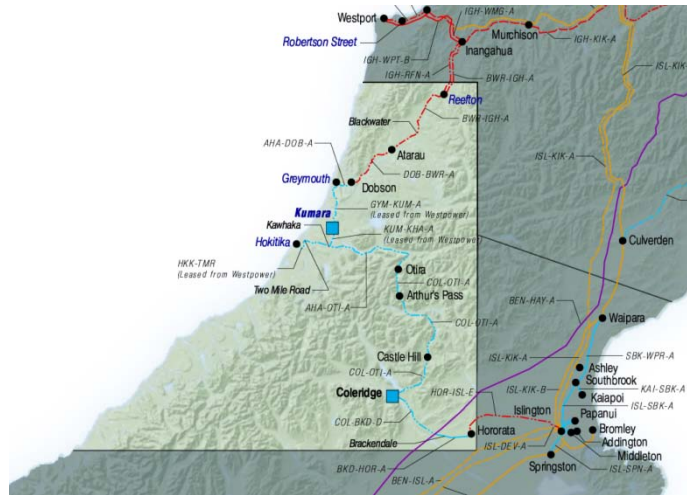 Westport
IGH-WMG-A
Murchison
Robertson Street
IGH-KIK-A
Inangahua
IGH-WPT-B
ISL-KIK-
IGH-RFN-A
BWR-IGH-A
Reefton
Blackwater
BWR-IGH-A
AHA-DOB-A
Atarau
ISL-KIK-A
DOB-BWR-A
Greymouth
Dobson
GYM-KUM-A
(Leased from Westpower)
Kumara
Kawhaka
KUM-KHA-A
(Leased from Westpower)
Hokitika
Culverden
HKK-TMR
(Leased from Westpower)
Otira
COL-OTI-A
Two Mile Road
Arthur's Pass
BEN-HAY-A
AHA-OTI-A
COL-OTI-A
Waipara
Castle Hill
ISL-KIK-A
SBK-WPR-A
COL-OTI-A
Ashley
Southbrook
ISL-KIK-B
KAI-SBK-A
Coleridge
HOR-ISL-E
Kaiapoi
Islington
ISL-SBK-A
COL-BKD-D
Papanui
Hororata
Bromley
Brackendale
ISL-DEV-A
Addington
Middleton
BKD-HOR-A
Springston
ISL-SPN-A
BEN-ISL-A